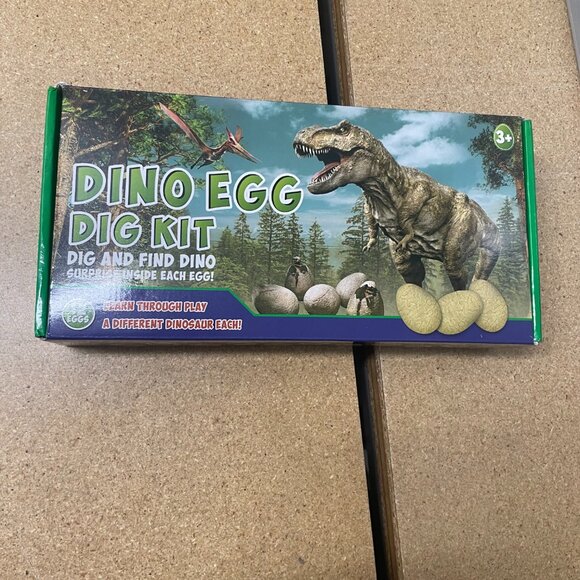 3+
DINO EGG
DIG KIT
DIG AND FIND DINO
SURPRISE INSIDE EACH EGG!
EGGS
LEARN THROUGH PLAY
A DIFFERENT DINOSAUR EACH!